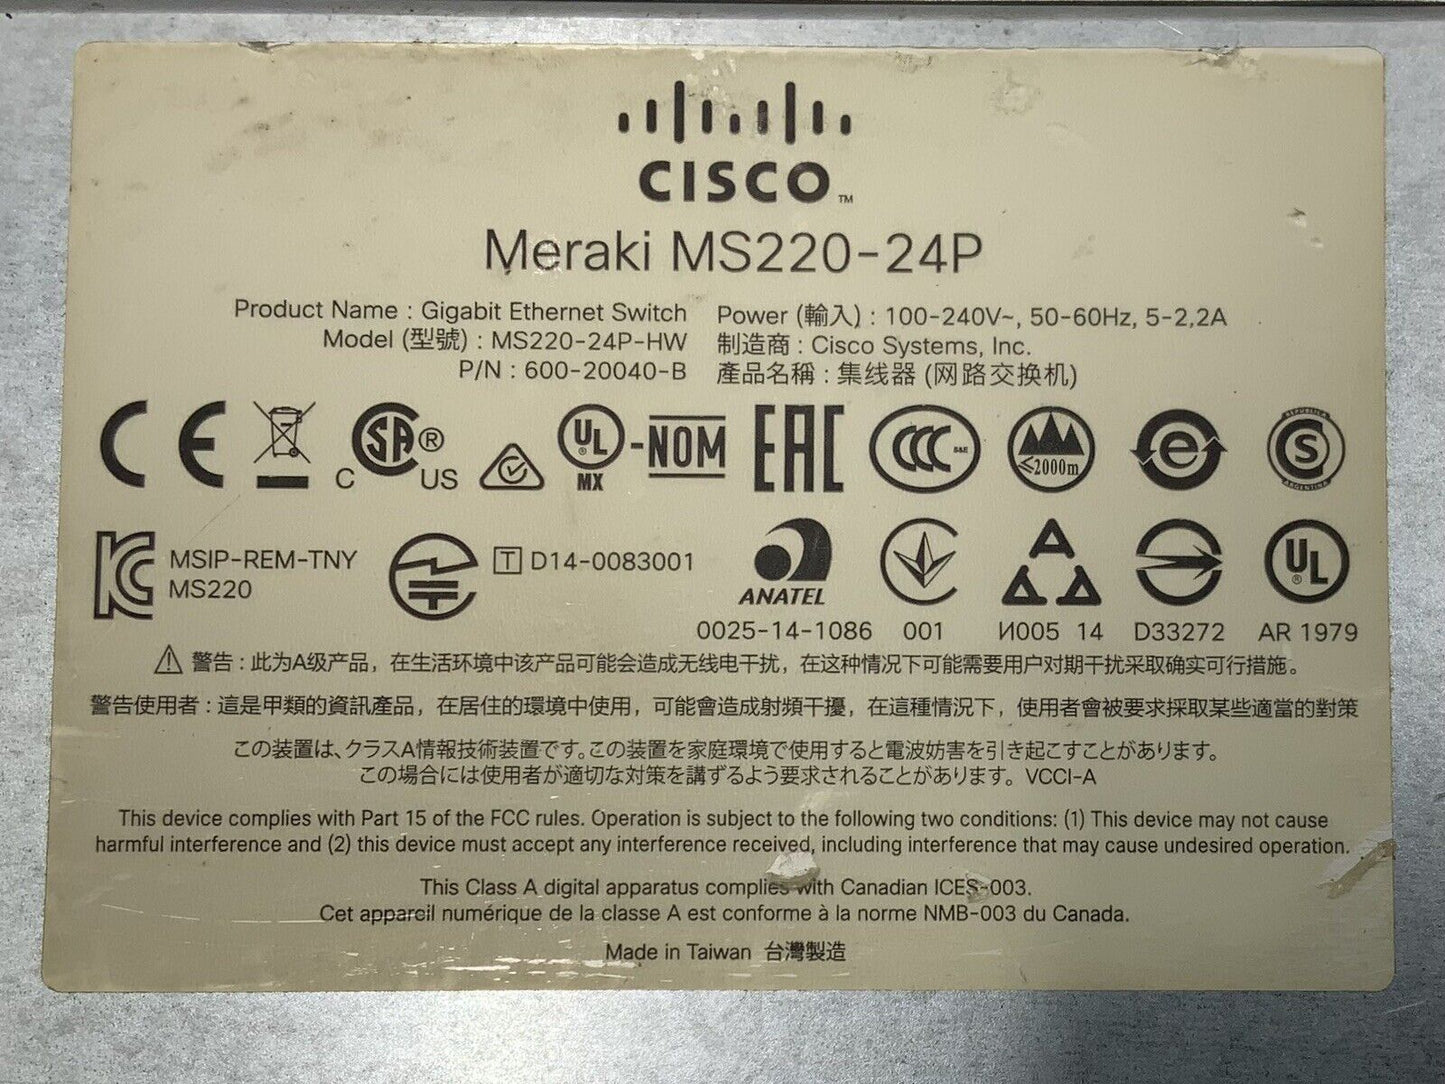 CISCO™
Meraki MS220-24P
Product Name : Gigabit Ethernet Switch
Model (型號) : MS220-24P-HW
P/N : 600-20040-B
Power (輸入) : 100-240V~, 50-60Hz, 5-2,2A
制造商 : Cisco Systems, Inc.
產品名稱 : 集线器 (网路交换机)
CE
C SA® US
UL® MX - NOM
EAC
CCC S&E
≤2000m
e
REPUBLICA S ARGENTINA
KC MSIP-REM-TNY
MS220
T D14-0083001
ANATEL
UL®
0025-14-1086 001 И005 14 D33272 AR 1979
警告 : 此为A级产品，在生活环境中该产品可能会造成无线电干扰，在这种情况下可能需要用户对期干扰采取确实可行措施。
警告使用者 : 這是甲類的資訊產品，在居住的環境中使用，可能會造成射頻干擾，在這種情況下，使用者會被要求採取某些適當的對策
この装置は、クラスA情報技術装置です。この装置を家庭環境で使用すると電波妨害を引き起こすことがあります。
この場合には使用者が適切な対策を講ずるよう要求されることがあります。 VCCI-A
This device complies with Part 15 of the FCC rules. Operation is subject to the following two conditions: (1) This device may not cause
harmful interference and (2) this device must accept any interference received, including interference that may cause undesired operation.
This Class A digital apparatus complies with Canadian ICES-003.
Cet appareil numérique de la classe A est conforme à la norme NMB-003 du Canada.
Made in Taiwan 台灣製造